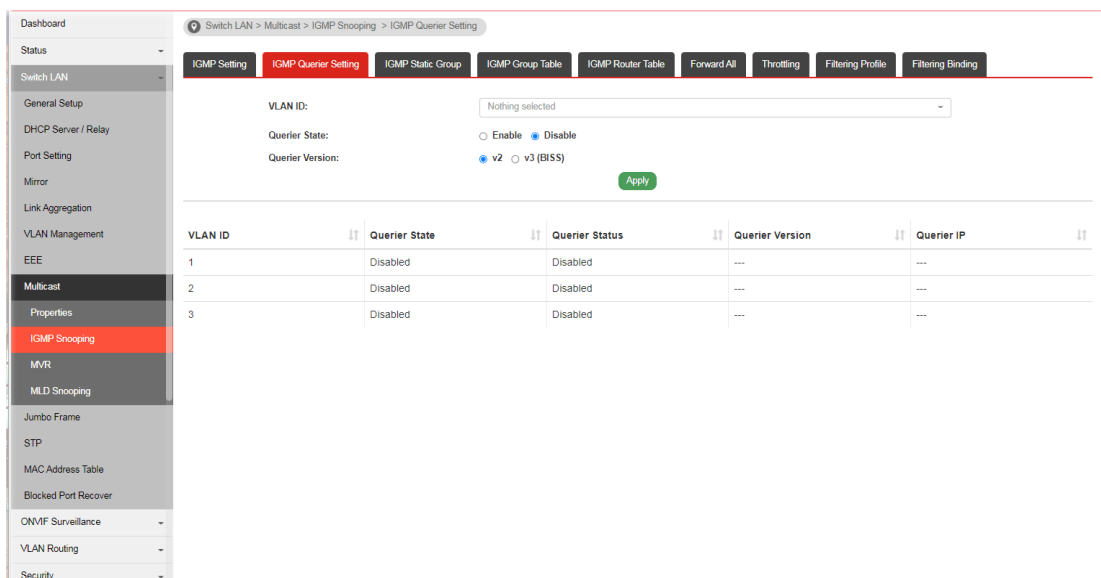 Dashboard
Status
Switch LAN
General Setup
DHCP Server / Relay
Port Setting
Mirror
Link Aggregation
VLAN Management
EEE
Multicast
Properties
IGMP Snooping
MVR
MLD Snooping
Jumbo Frame
STP
MAC Address Table
Blocked Port Recover
ONVIF Surveillance
VLAN Routing
Security
Switch LAN > Multicast > IGMP Snooping > IGMP Querier Setting
IGMP Setting IGMP Querier Setting IGMP Static Group IGMP Group Table IGMP Router Table Forward All Throttling Filtering Profile Filtering Binding
VLAN ID: Nothing selected
Querier State: Enable Disable
Querier Version: v2 v3 (BISS)
Apply
VLAN ID Querier State Querier Status Querier Version Querier IP
1 Disabled Disabled --- ---
2 Disabled Disabled --- ---
3 Disabled Disabled --- ---